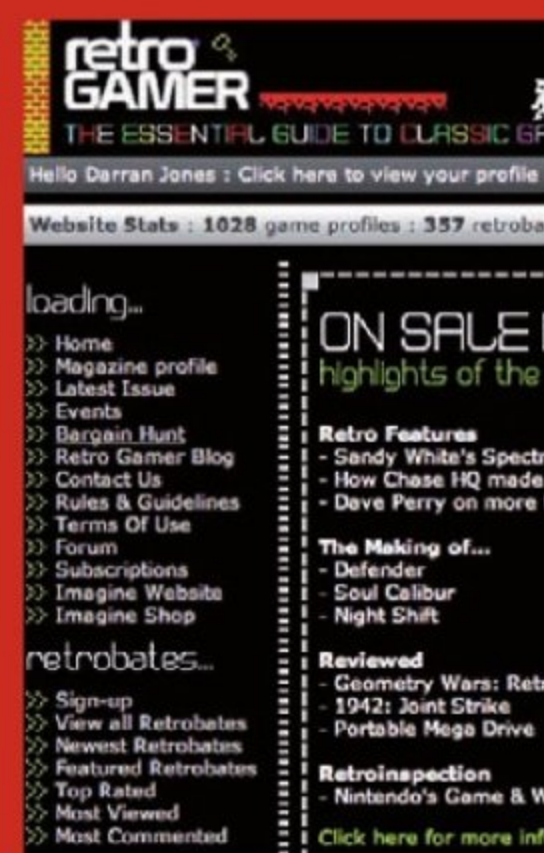 retro
GAMER
THE ESSENTIAL GUIDE TO CLASSIC
Hello Darran Jones : Click here to view your profile
Website Stats : 1028 game profiles : 357 retroba
loading...
>> Home
>> Magazine profile
>> Latest Issue
>> Events
>> Bargain Hunt
>> Retro Gamer Blog
>> Contact Us
>> Rules & Guidelines
>> Terms Of Use
>> Forum
>> Subscriptions
>> Imagine Website
>> Imagine Shop
retrobates...
>> Sign-up
>> View all Retrobates
>> Newest Retrobates
>> Featured Retrobates
>> Top Rated
>> Most Viewed
>> Most Commented
ON SALE
highlights of the
Retro Features
- Sandy White's Spectr
- How Chase HQ made
- Dave Perry on more
The Making of...
- Defender
- Soul Calibur
- Night Shift
Reviewed
- Geometry Wars: Retr
- 1942: Joint Strike
- Portable Mega Drive
Retroinspection
- Nintendo's Game & W
Click here for more inf